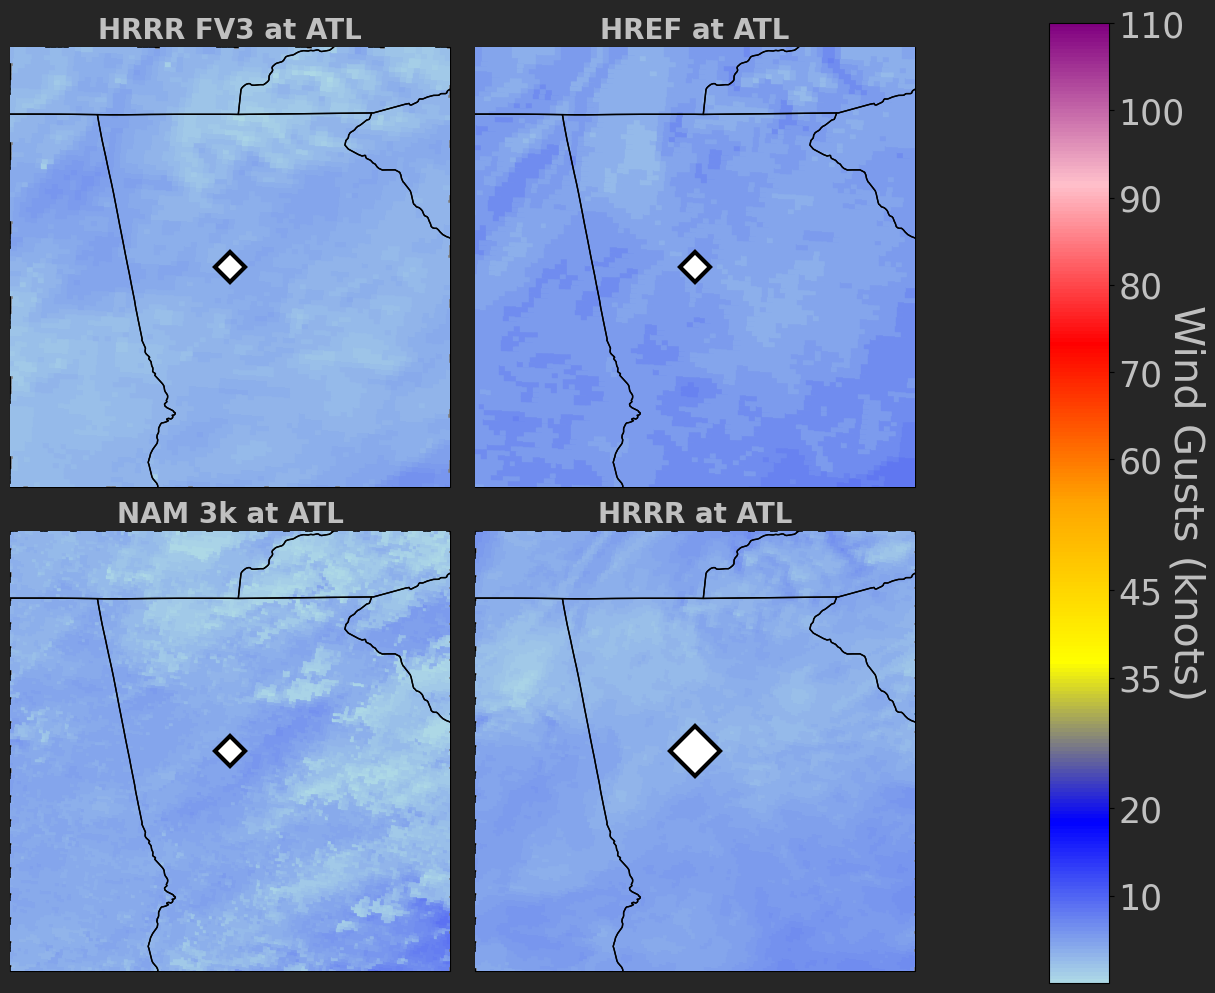 HRRR FV3 at ATL
HREF at ATL
NAM 3k at ATL
HRRR at ATL
110
100
90
80
70
60
45
35
20
10
Wind Gusts (knots)